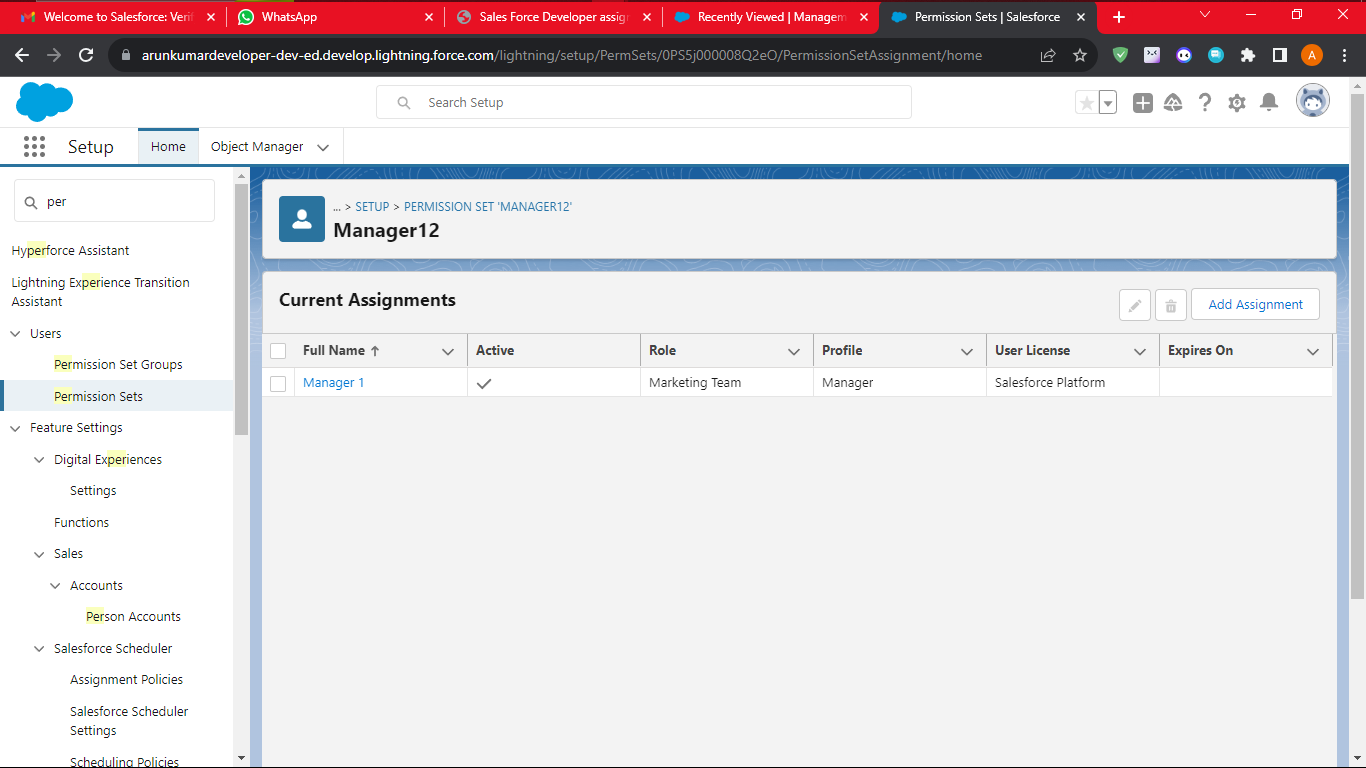 Welcome to Salesforce: Verif
WhatsApp
Sales Force Developer assign
Recently Viewed | Managem
Permission Sets | Salesforce
arunkumardeveloper-dev-ed.develop.lightning.force.com/lightning/setup/PermSets/0PS5j000008Q2eO/PermissionSetAssignment/home
A
Search Setup
Setup
Home
Object Manager
per
Hyperforce Assistant
Lightning Experience Transition
Assistant
Users
Permission Set Groups
Permission Sets
Feature Settings
Digital Experiences
Settings
Functions
Sales
Accounts
Person Accounts
Salesforce Scheduler
Assignment Policies
Salesforce Scheduler
Settings
Scheduling Policies
... > SETUP > PERMISSION SET 'MANAGER12'
Manager12
Current Assignments
Add Assignment
Full Name Active Role Profile User License Expires On
Manager 1 Marketing Team Manager Salesforce Platform